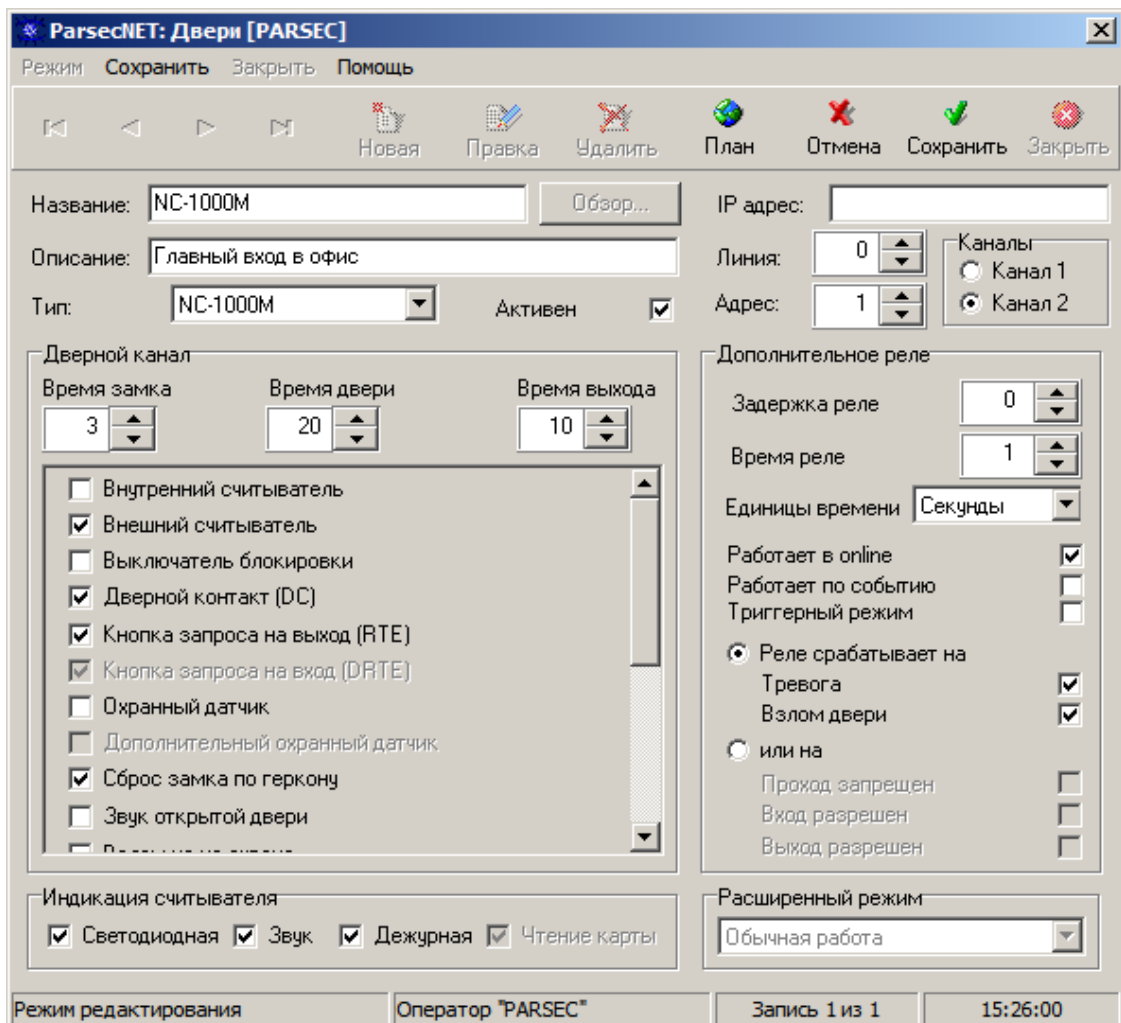 ParsecNET: Двери [PARSEC]
Режим Сохранить Закрыть Помощь
Новая Правка Удалить План Отмена Сохранить Закрыть
Название: NC-1000M Обзор... IP адрес:
Описание: Главный вход в офис Линия: 0 Каналы
Канал 1
Тип: NC-1000M Активен Адрес: 1 Канал 2
Дверной канал
Время замка Время двери Время выхода
3 20 10
Внутренний считыватель
Внешний считыватель
Выключатель блокировки
Дверной контакт (DC)
Кнопка запроса на выход (RTE)
Кнопка запроса на вход (DRTE)
Охранный датчик
Дополнительный охранный датчик
Сброс замка по геркону
Звук открытой двери
Дополнительное реле
Задержка реле 0
Время реле 1
Единицы времени Секунды
Работает в online
Работает по событию
Триггерный режим
Реле срабатывает на
Тревога
Взлом двери
или на
Проход запрещен
Вход разрешен
Выход разрешен
Индикация считывателя
Светодиодная Звук Дежурная Чтение карты
Расширенный режим
Обычная работа
Режим редактирования Оператор "PARSEC" Запись 1 из 1 15:26:00